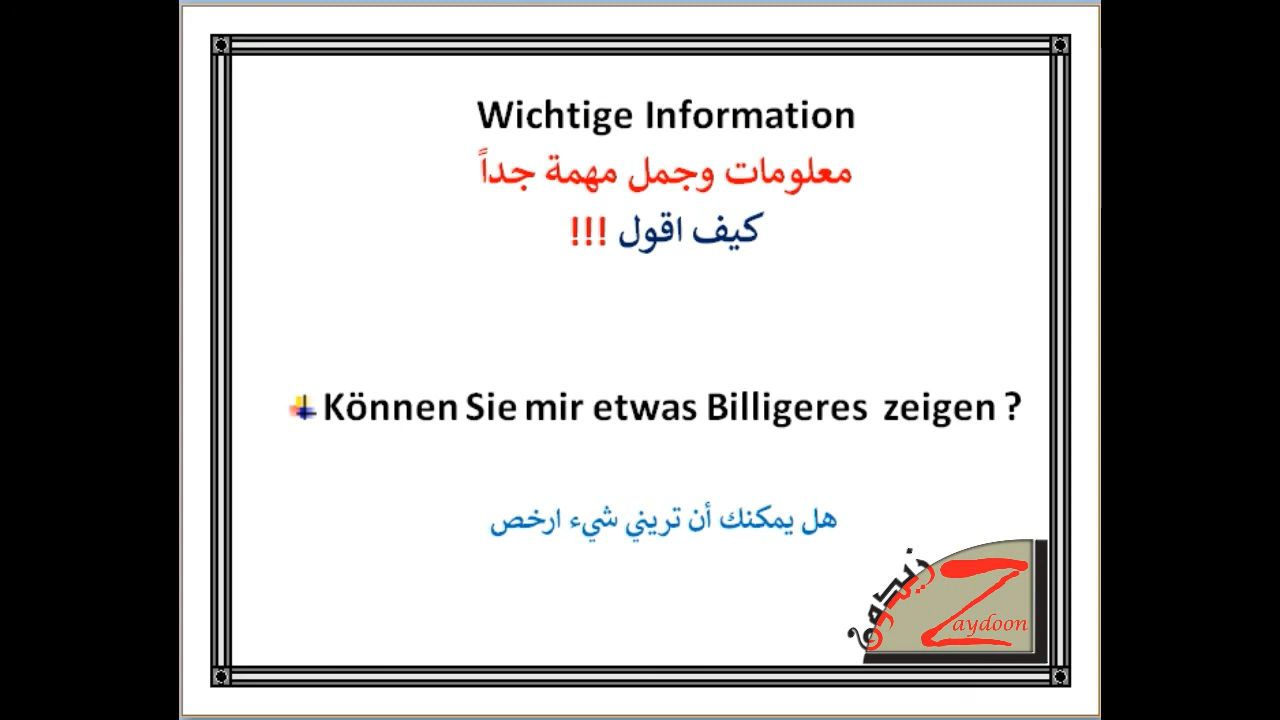 Wichtige Information
معلومات وجمل مهمة جداً
كيف اقول !!!
Können Sie mir etwas Billigeres zeigen ?
هل يمكنك أن تريني شيء ارخص
زيدون
Zaydoon